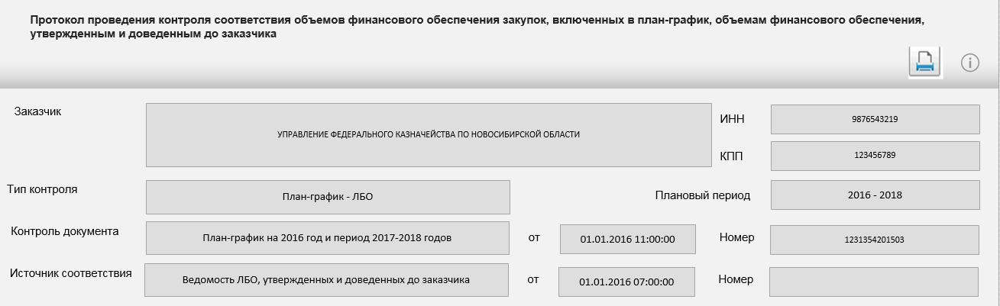 Протокол проведения контроля соответствия объемов финансового обеспечения закупок, включенных в план-график, объемам финансового обеспечения,
утвержденным и доведенным до заказчика
Заказчик
УПРАВЛЕНИЕ ФЕДЕРАЛЬНОГО КАЗНАЧЕЙСТВА ПО НОВОСИБИРСКОЙ ОБЛАСТИ
ИНН
9876543219
КПП
123456789
Тип контроля
План-график - ЛБО
Плановый период
2016 - 2018
Контроль документа
План-график на 2016 год и период 2017-2018 годов
от
01.01.2016 11:00:00
Номер
1231354201503
Источник соответствия
Ведомость ЛБО, утвержденных и доведенных до заказчика
от
01.01.2016 07:00:00
Номер